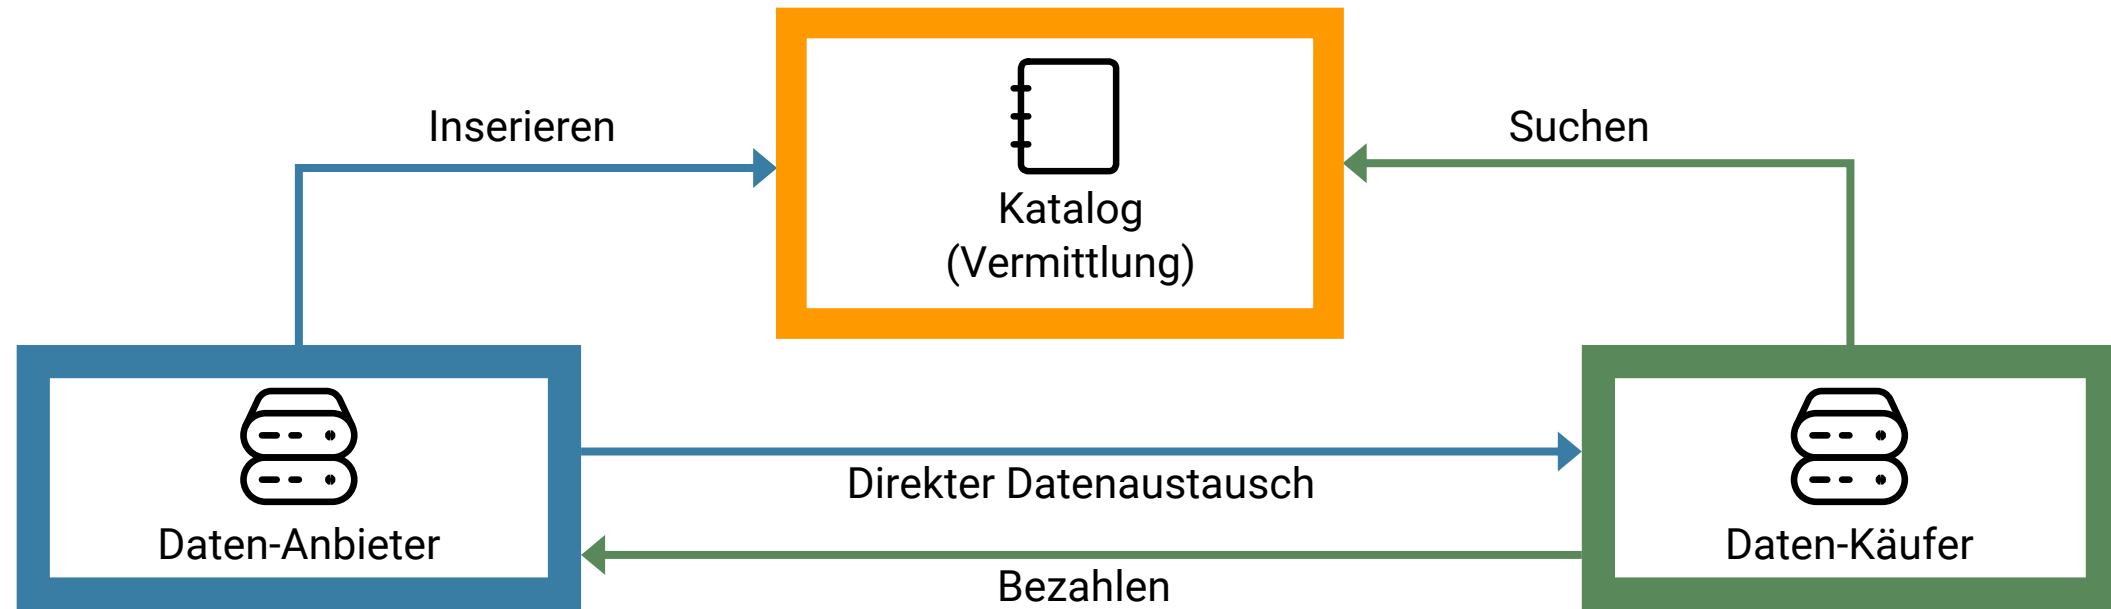 Inserieren
Suchen
Katalog
(Vermittlung)
Direkter Datenaustausch
Daten-Anbieter
Daten-Käufer
Bezahlen